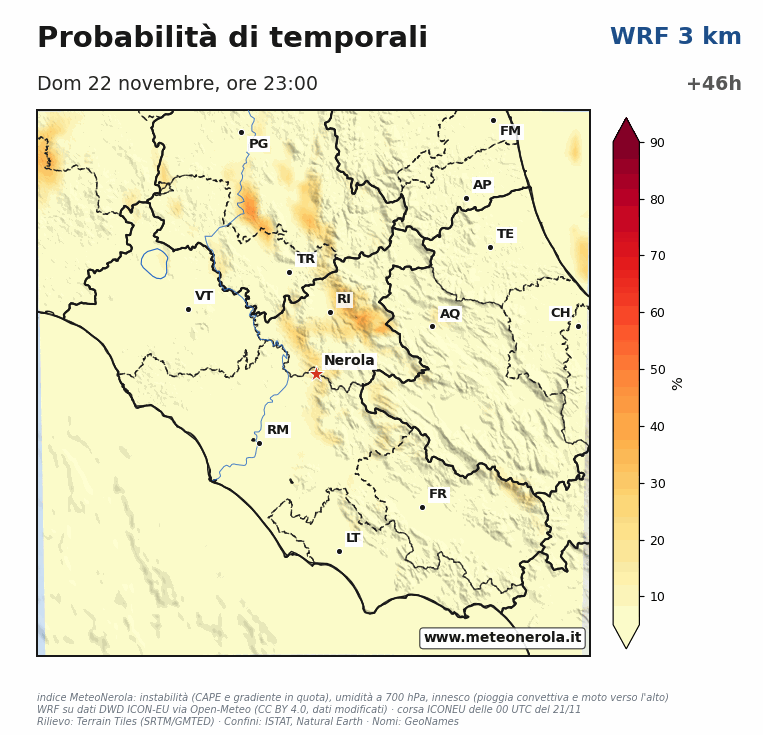 Probabilità di temporali
WRF 3 km
Dom 22 novembre, ore 23:00
+46h
FM
PG
AP
TE
TR
VT
RI
AQ
CH
Nerola
RM
FR
LT
www.meteonerola.it
90
80
70
60
50
40
30
20
10
%
indice MeteoNerola: instabilità (CAPE e gradiente in quota), umidità a 700 hPa, innesco (pioggia convettiva e moto verso l'alto)
WRF su dati DWD ICON-EU via Open-Meteo (CC BY 4.0, dati modificati) · corsa ICONEU delle 00 UTC del 21/11
Rilievo: Terrain Tiles (SRTM/GMTED) · Confini: ISTAT, Natural Earth · Nomi: GeoNames